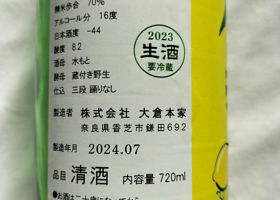 精米歩合 70%
アルコール分 16度
日本酒度 -44
酸度 8.2
酒母 水もと
酵母 蔵付き野生
仕込 三段 踊りなし
2023
生酒
要冷蔵
製造者 株式会社 大倉本家
奈良県香芝市鎌田692
製造年月 2024.07
品目 清酒 内容量 720ml